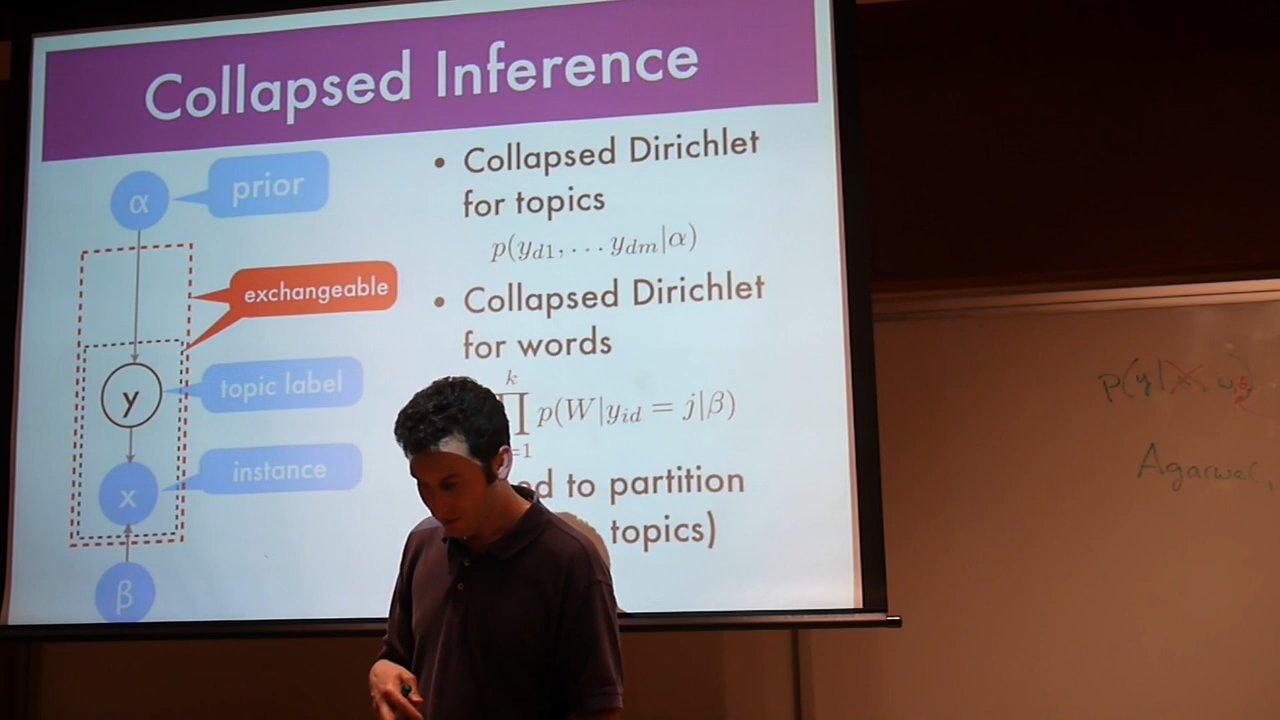 Collapsed Inference
α
prior
exchangeable
y
topic label
x
instance
β
• Collapsed Dirichlet
for topics
p(y_{d1}, . . . y_{dm}|α)
• Collapsed Dirichlet
for words
k
∏ p(W|y_{id} = j|β)
=1
to partition
topics)
p(y|x, w,
Agarwal,